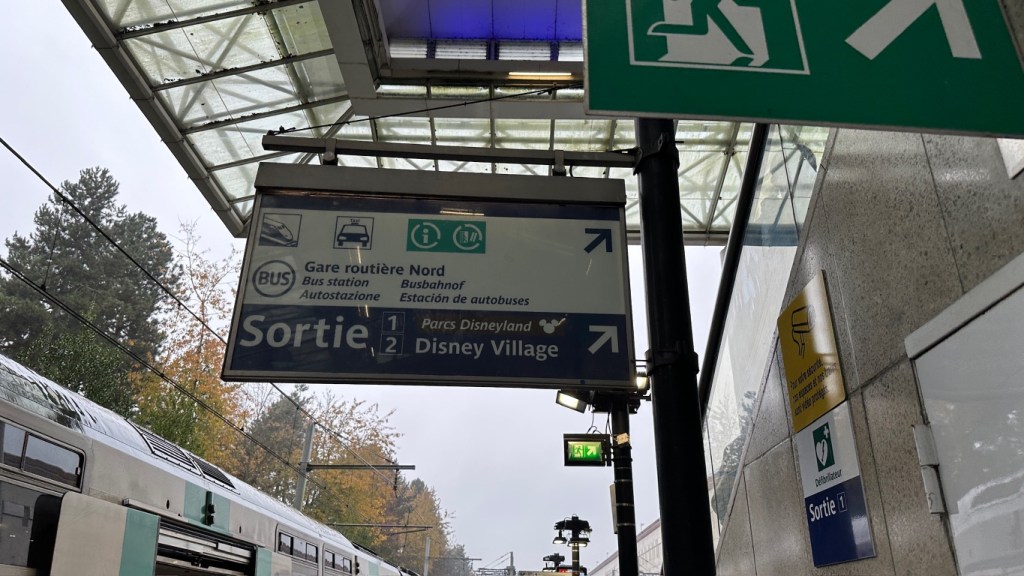 BUS
Gare routière Nord
Bus station Busbahnof
Autostazione Estación de autobuses
Sortie 1 2
Parcs Disneyland
Disney Village
Défibrillateur
Sortie 1